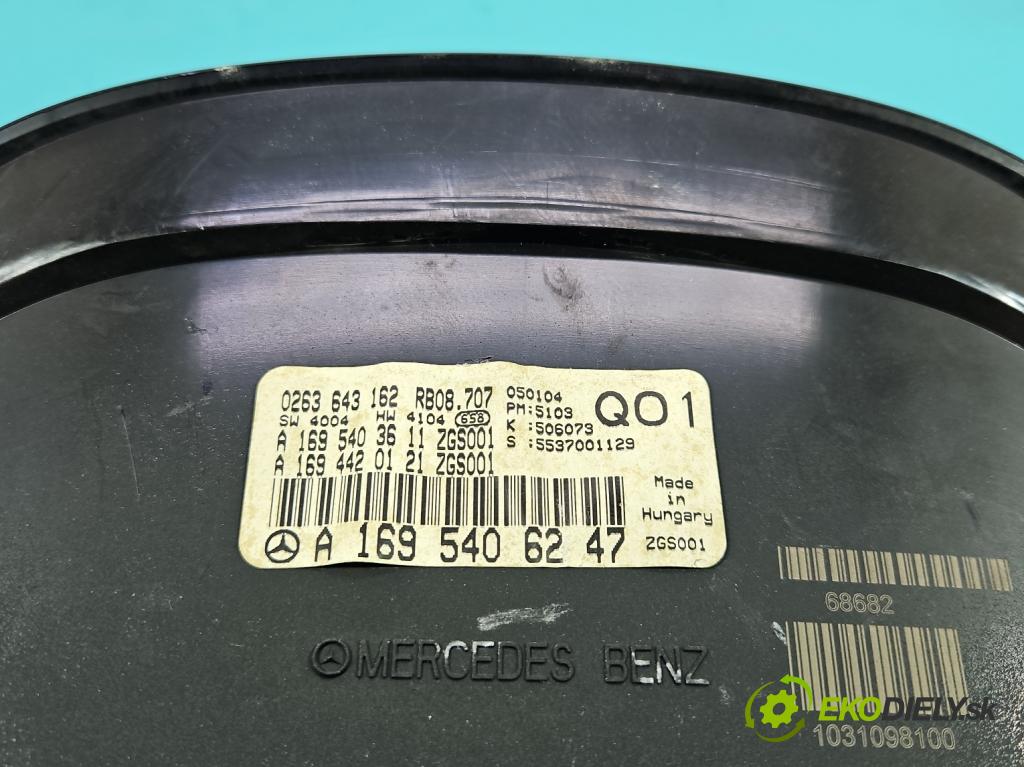 0263 643 162 RB08.707
SW 4004 HW 4104 658
A 169 540 36 11 ZGS001
A 169 442 01 21 ZGS001
050104
PM:5103
K :506073
S :5537001129
Q01
Made
in
Hungary
A 169 540 62 47
ZGS001
68682
MERCEDES BENZ
EKODIELY.sk
1031098100